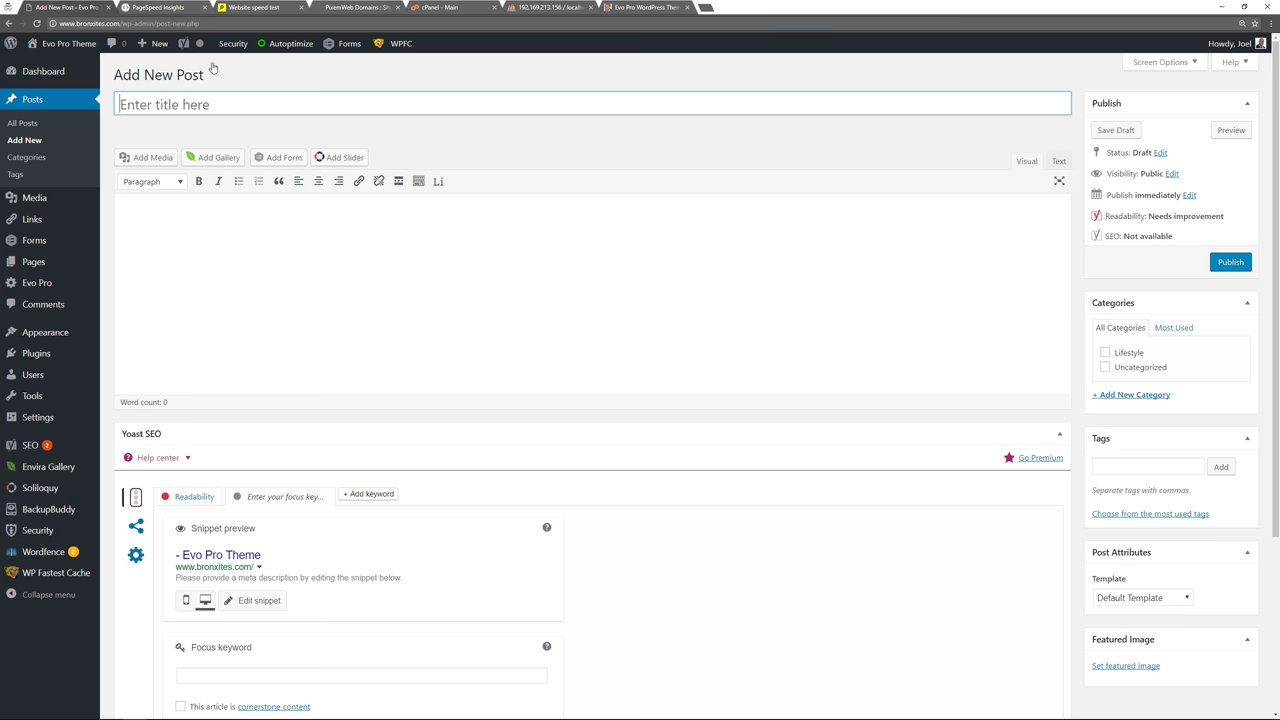 Add New Post ‹ Evo Pro
PageSpeed Insights
Website speed test
PixemWeb Domains : Sh
cPanel - Main
192.169.213.156 / localh
Evo Pro WordPress Them
www.bronxites.com/wp-admin/post-new.php
Evo Pro Theme
0
New
Security
Autoptimize
Forms
WPFC
Howdy, Joel
Dashboard
Posts
All Posts
Add New
Categories
Tags
Media
Links
Forms
Pages
Evo Pro
Comments
Appearance
Plugins
Users
Tools
Settings
SEO 2
Envira Gallery
Soliloquy
BackupBuddy
Security
Wordfence 2
WP Fastest Cache
Collapse menu
Add New Post
Screen Options
Help
Enter title here
Add Media
Add Gallery
Add Form
Add Slider
Visual
Text
Paragraph
B
I
Li
Word count: 0
Yoast SEO
Help center
Go Premium
Readability
Enter your focus key...
+ Add keyword
Snippet preview
- Evo Pro Theme
www.bronxites.com/
Please provide a meta description by editing the snippet below.
Edit snippet
Focus keyword
This article is cornerstone content
Publish
Save Draft
Preview
Status: Draft Edit
Visibility: Public Edit
Publish immediately Edit
Readability: Needs improvement
SEO: Not available
Publish
Categories
All Categories
Most Used
Lifestyle
Uncategorized
+ Add New Category
Tags
Add
Separate tags with commas
Choose from the most used tags
Post Attributes
Template
Default Template
Featured Image
Set featured image